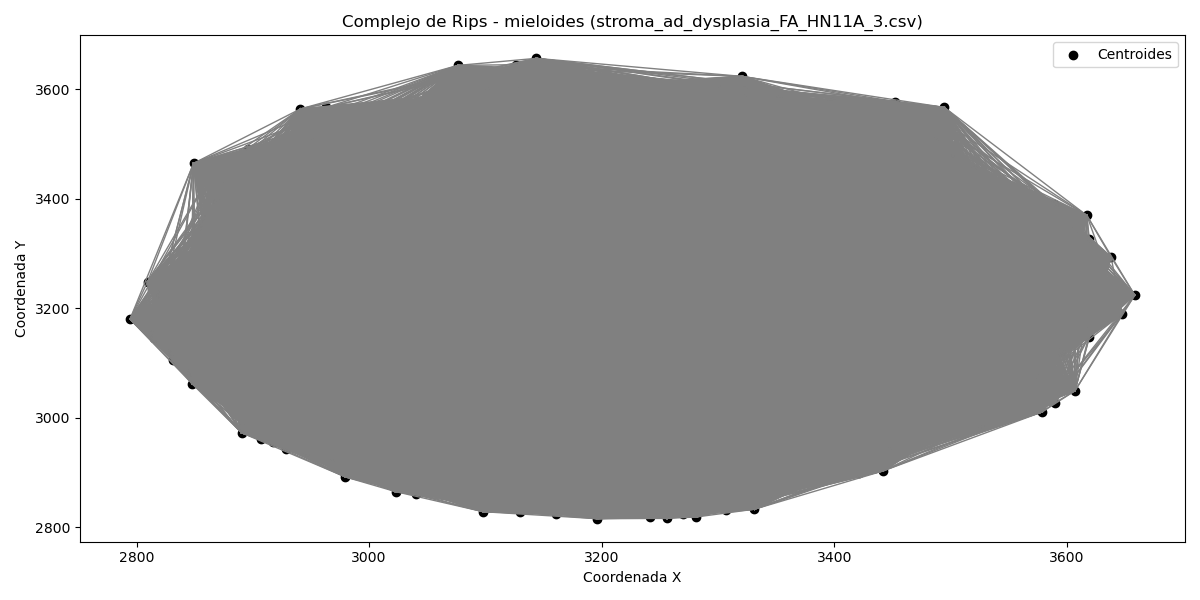 Complejo de Rips - mieloides (stroma_ad_dysplasia_FA_HN11A_3.csv)
Centroides
Coordenada Y
3600
3400
3200
3000
2800
2800 3000 3200 3400 3600
Coordenada X